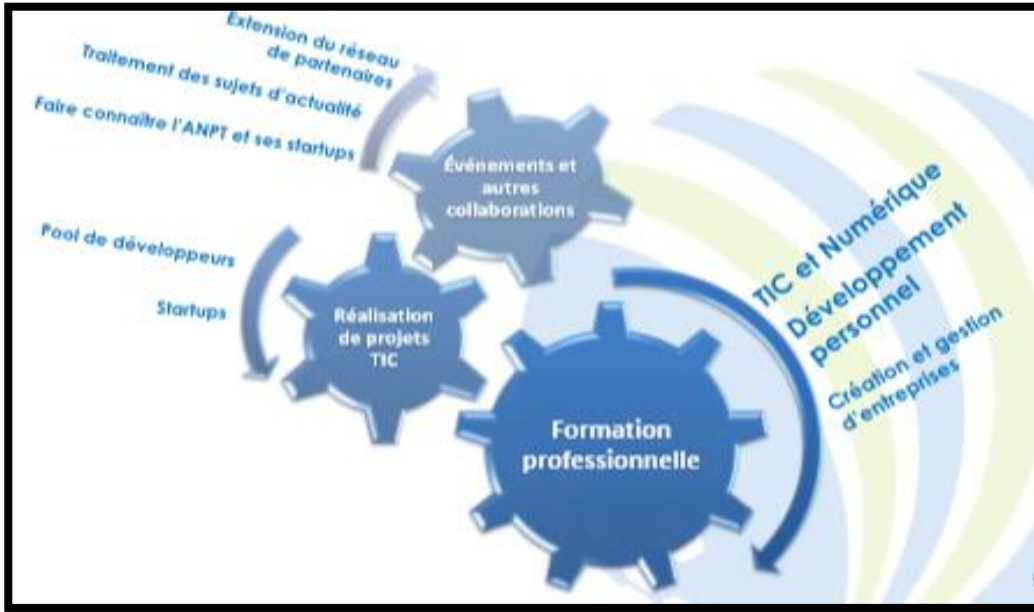 Extension du réseau
de partenaires
Traitement des sujets d'actualité
Faire connaître l'ANPT et ses startups
Événements et
autres
collaborations
Pool de développeurs
Startups
Réalisation
de projets
TIC
TIC et Numérique
Développement
personnel
Création et gestion
d'entreprises
Formation
professionnelle